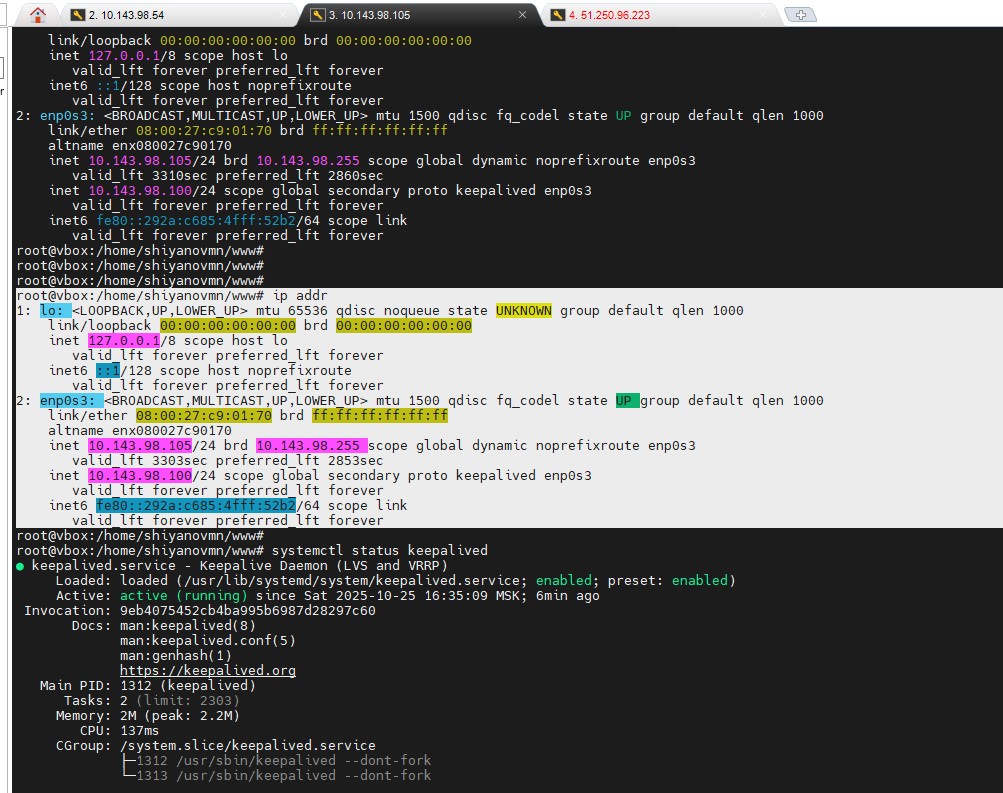 2. 10.143.98.54
3. 10.143.98.105
4. 51.250.96.223
link/loopback 00:00:00:00:00:00 brd 00:00:00:00:00:00
inet 127.0.0.1/8 scope host lo
valid_lft forever preferred_lft forever
inet6 ::1/128 scope host noprefixroute
valid_lft forever preferred_lft forever
2: enp0s3: <BROADCAST,MULTICAST,UP,LOWER_UP> mtu 1500 qdisc fq_codel state UP group default qlen 1000
link/ether 08:00:27:c9:01:70 brd ff:ff:ff:ff:ff:ff
altname enx080027c90170
inet 10.143.98.105/24 brd 10.143.98.255 scope global dynamic noprefixroute enp0s3
valid_lft 3310sec preferred_lft 2860sec
inet 10.143.98.100/24 scope global secondary proto keepalived enp0s3
valid_lft forever preferred_lft forever
inet6 fe80::292a:c685:4fff:52b2/64 scope link
valid_lft forever preferred_lft forever
root@vbox:/home/shiyanovmn/www#
root@vbox:/home/shiyanovmn/www#
root@vbox:/home/shiyanovmn/www#
root@vbox:/home/shiyanovmn/www# ip addr
1: lo: <LOOPBACK,UP,LOWER_UP> mtu 65536 qdisc noqueue state UNKNOWN group default qlen 1000
link/loopback 00:00:00:00:00:00 brd 00:00:00:00:00:00
inet 127.0.0.1/8 scope host lo
valid_lft forever preferred_lft forever
inet6 ::1/128 scope host noprefixroute
valid_lft forever preferred_lft forever
2: enp0s3: <BROADCAST,MULTICAST,UP,LOWER_UP> mtu 1500 qdisc fq_codel state UP group default qlen 1000
link/ether 08:00:27:c9:01:70 brd ff:ff:ff:ff:ff:ff
altname enx080027c90170
inet 10.143.98.105/24 brd 10.143.98.255 scope global dynamic noprefixroute enp0s3
valid_lft 3303sec preferred_lft 2853sec
inet 10.143.98.100/24 scope global secondary proto keepalived enp0s3
valid_lft forever preferred_lft forever
inet6 fe80::292a:c685:4fff:52b2/64 scope link
valid_lft forever preferred_lft forever
root@vbox:/home/shiyanovmn/www#
root@vbox:/home/shiyanovmn/www# systemctl status keepalived
● keepalived.service - Keepalive Daemon (LVS and VRRP)
Loaded: loaded (/usr/lib/systemd/system/keepalived.service; enabled; preset: enabled)
Active: active (running) since Sat 2025-10-25 16:35:09 MSK; 6min ago
Invocation: 9eb4075452cb4ba995b6987d28297c60
Docs: man:keepalived(8)
man:keepalived.conf(5)
man:genhash(1)
https://keepalived.org
Main PID: 1312 (keepalived)
Tasks: 2 (limit: 2303)
Memory: 2M (peak: 2.2M)
CPU: 137ms
CGroup: /system.slice/keepalived.service
├─1312 /usr/sbin/keepalived --dont-fork
└─1313 /usr/sbin/keepalived --dont-fork